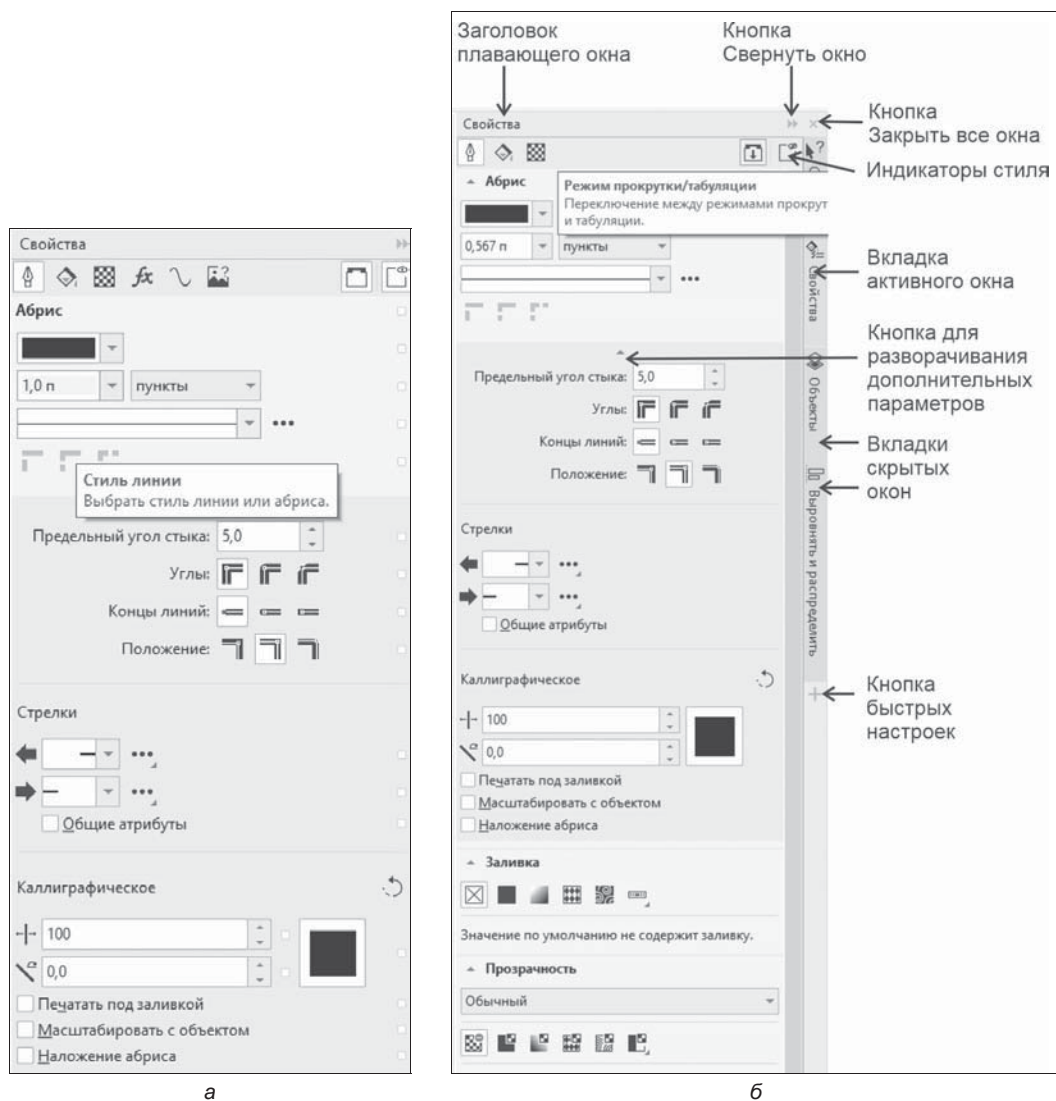 Свойства
fx
Абрис
1,0 п
пункты
Стиль линии
Выбрать стиль линии или абриса.
Предельный угол стыка: 5,0
Углы:
Концы линий:
Положение:
Стрелки
Общие атрибуты
Каллиграфическое
100
0,0
Печатать под заливкой
Масштабировать с объектом
Наложение абриса
а
Заголовок
плавающего окна
Кнопка
Свернуть окно
Кнопка
Закрыть все окна
Индикаторы стиля
Вкладка
активного окна
Кнопка для
разворачивания
дополнительных
параметров
Вкладки
скрытых
окон
Кнопка
быстрых
настроек
Свойства
Абрис
Режим прокрутки/табуляции
Переключение между режимами прокрут
и табуляции.
0,567 п
пункты
Предельный угол стыка: 5,0
Углы:
Концы линий:
Положение:
Стрелки
Общие атрибуты
Каллиграфическое
100
0,0
Печатать под заливкой
Масштабировать с объектом
Наложение абриса
Заливка
Значение по умолчанию не содержит заливку.
Прозрачность
Обычный
Свойства
Объекты
Выровнять и распределить
б